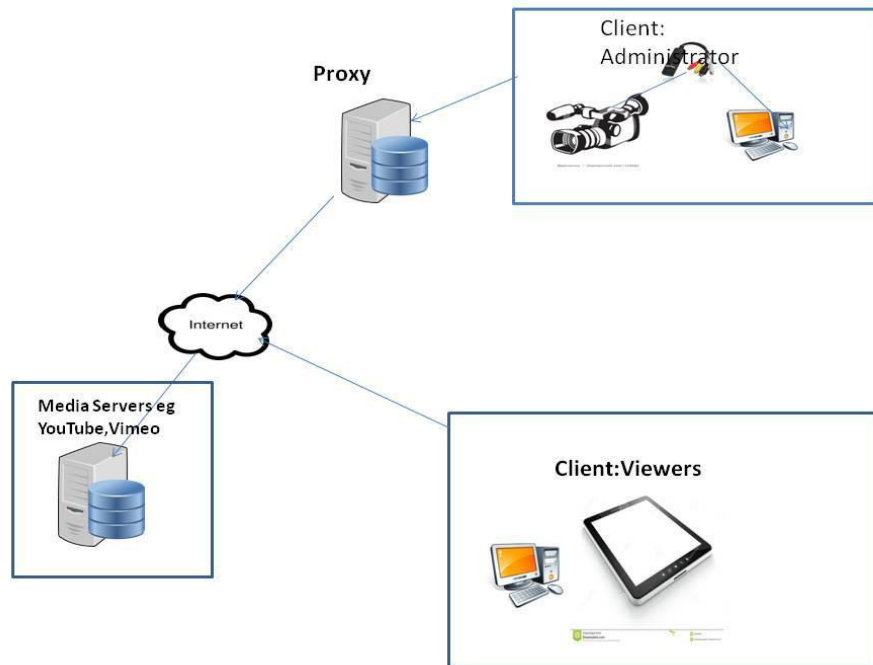 Client:
Administrator
Proxy
Internet
Media Servers eg
YouTube,Vimeo
Client:Viewers